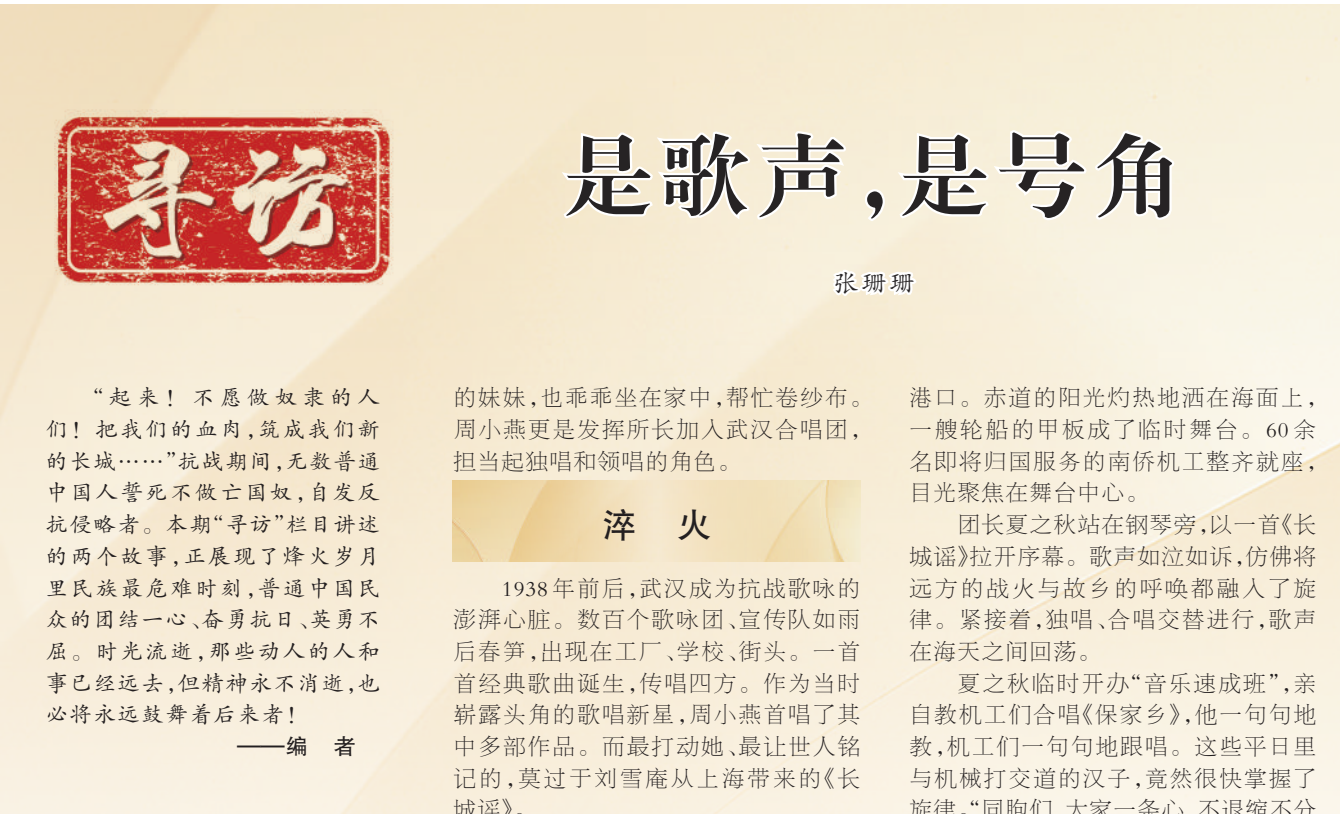 寻访
是歌声,是号角
张珊珊
“起来！不愿做奴隶的人
们！把我们的血肉,筑成我们新
的长城……”抗战期间,无数普通
中国人誓死不做亡国奴,自发反
抗侵略者。本期“寻访”栏目讲述
的两个故事,正展现了烽火岁月
里民族最危难时刻,普通中国民
众的团结一心、奋勇抗日、英勇不
屈。时光流逝,那些动人的人和
事已经远去,但精神永不消逝,也
必将永远鼓舞着后来者！
——编 者
的妹妹,也乖乖坐在家中,帮忙卷纱布。
周小燕更是发挥所长加入武汉合唱团,
担当起独唱和领唱的角色。
淬 火
1938年前后,武汉成为抗战歌咏的
澎湃心脏。数百个歌咏团、宣传队如雨
后春笋,出现在工厂、学校、街头。一首
首经典歌曲诞生,传唱四方。作为当时
崭露头角的歌唱新星,周小燕首唱了其
中多部作品。而最打动她、最让世人铭
记的,莫过于刘雪庵从上海带来的《长
城谣》。
港口。赤道的阳光灼热地洒在海面上,
一艘轮船的甲板成了临时舞台。60余
名即将归国服务的南侨机工整齐就座,
目光聚焦在舞台中心。
团长夏之秋站在钢琴旁,以一首《长
城谣》拉开序幕。歌声如泣如诉,仿佛将
远方的战火与故乡的呼唤都融入了旋
律。紧接着,独唱、合唱交替进行,歌声
在海天之间回荡。
夏之秋临时开办“音乐速成班”,亲
自教机工们合唱《保家乡》,他一句句地
教,机工们一句句地跟唱。这些平日里
与机械打交道的汉子,竟然很快掌握了
旋律。“同胞们,大家一条心,不退缩不分